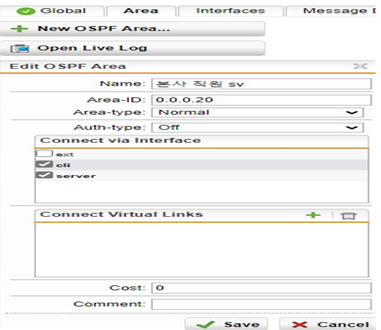 Global Area Interfaces Message D
New OSPF Area...
Open Live Log
Edit OSPF Area
Name: 본사 직원 sv
Area-ID: 0.0.0.20
Area-type: Normal
Auth-type: Off
Connect via Interface
ext
cli
server
Connect Virtual Links
Cost: 0
Comment:
Save Cancel